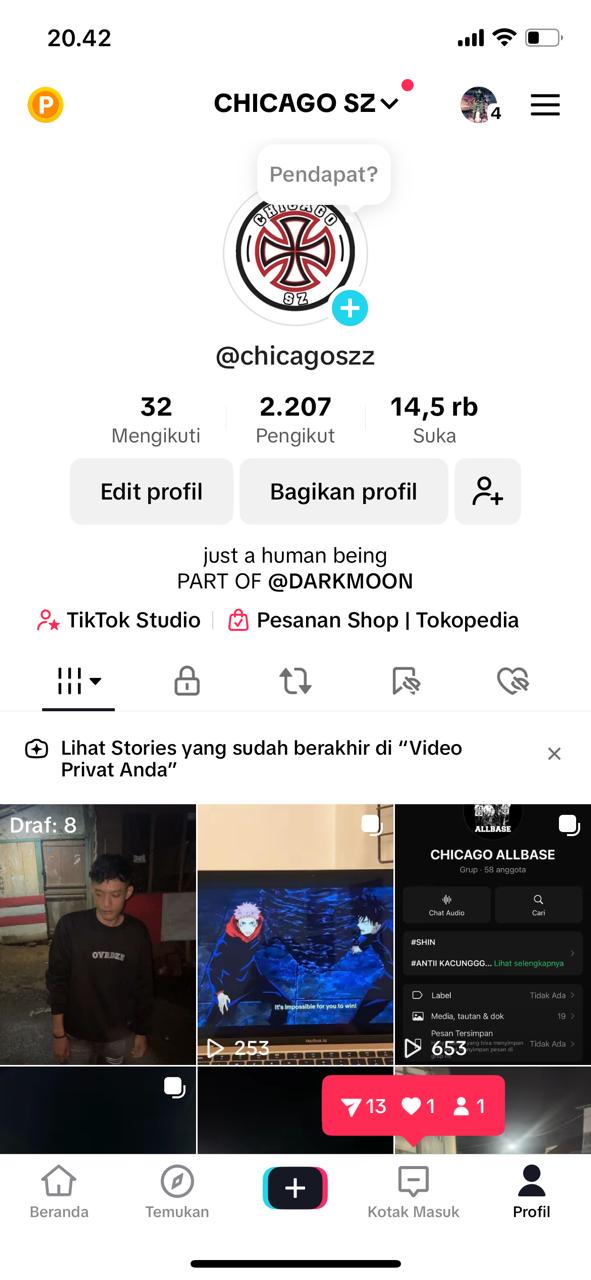 20.42
P
CHICAGO SZ
4
Pendapat?
CHICAGO
SZ
@chicagoszz
32
Mengikuti
2.207
Pengikut
14,5 rb
Suka
Edit profil
Bagikan profil
just a human being
PART OF @DARKMOON
TikTok Studio
Pesanan Shop | Tokopedia
Lihat Stories yang sudah berakhir di “Video
Privat Anda”
Draf: 8
OVRDZE
It's impossible for you to win!
MacBook Air
253
ALLBASE
CHICAGO ALLBASE
Grup · 58 anggota
Chat Audio
Cari
#SHIN
#ANTII KACUNGGG... Lihat selengkapnya
Label
Tidak Ada
Media, tautan & dok
19
Pesan Tersimpan
Tidak Ada
653
13
1
1
Beranda
Temukan
Kotak Masuk
Profil